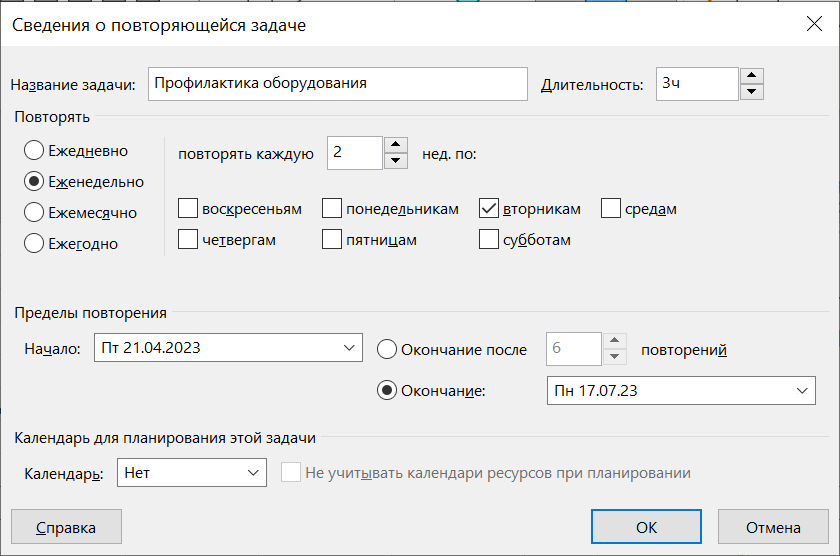 Сведения о повторяющейся задаче
Название задачи: Профилактика оборудования Длительность: 3ч
Повторять
Ежедневно
Еженедельно
Ежемесячно
Ежегодно
повторять каждую 2 нед. по:
воскресеньям понедельникам вторникам средам
четвергам пятницам субботам
Пределы повторения
Начало: Пт 21.04.2023
Окончание после 6 повторений
Окончание: Пн 17.07.23
Календарь для планирования этой задачи
Календарь: Нет Не учитывать календари ресурсов при планировании
Справка ОК Отмена